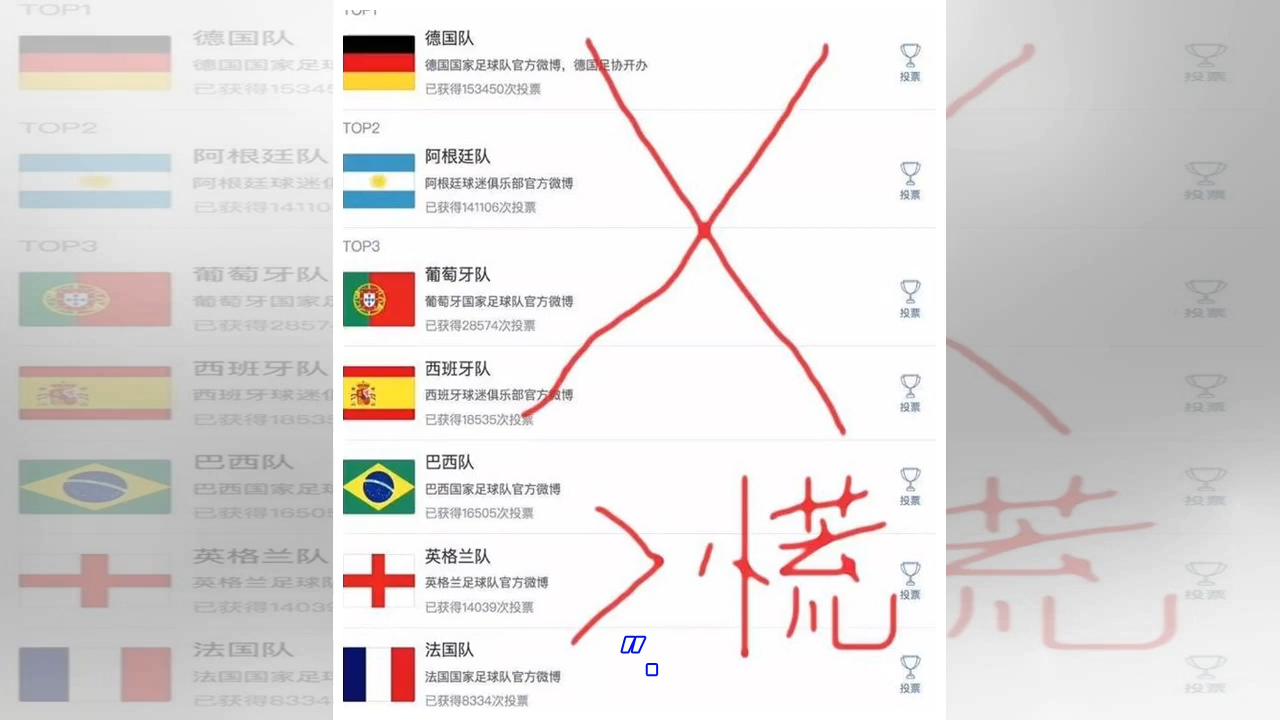 TOP1
德国队
德国国家足球队官方微博，德国足协开办
已获得153450次投票
投票
TOP2
阿根廷队
阿根廷球迷俱乐部官方微博
已获得141106次投票
投票
TOP3
葡萄牙队
葡萄牙国家足球队官方微博
已获得28574次投票
投票
西班牙队
西班牙球迷俱乐部官方微博
已获得18535次投票
投票
巴西队
巴西国家足球队官方微博
已获得16505次投票
投票
英格兰队
英格兰足球队官方微博
已获得14039次投票
投票
慌
法国队
法国国家足球队官方微博
已获得8334次投票
投票